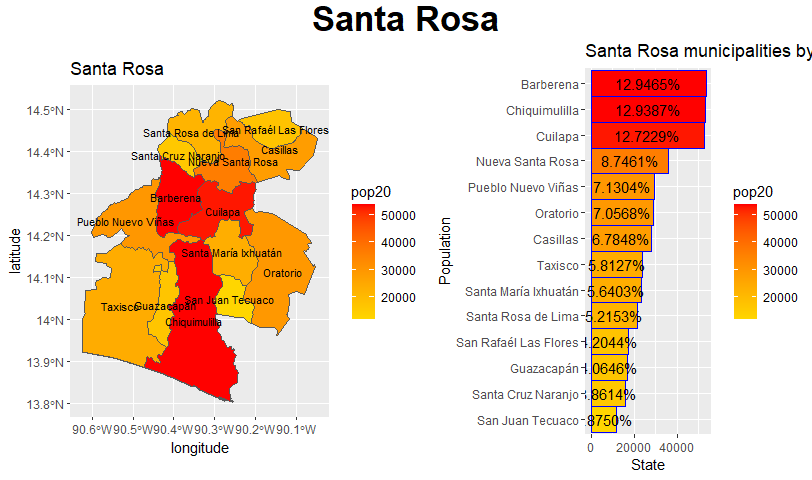 Santa Rosa
Santa Rosa
14.5°N
14.4°N
14.3°N
14.2°N
14.1°N
14°N
13.9°N
13.8°N
latitude
Santa Rosa de Lima
San Rafaél Las Flores
Casillas
Santa Cruz Naranjo
Nueva Santa Rosa
Barberena
Cuilapa
Pueblo Nuevo Viñas
Santa María Ixhuatán
Oratorio
San Juan Tecuaco
Taxisco
Guazacapán
Chiquimulilla
90.6°W 90.5°W 90.4°W 90.3°W 90.2°W 90.1°W
longitude
pop20
50000
40000
30000
20000
Santa Rosa municipalities by
Population
Barberena 12.9465%
Chiquimulilla 12.9387%
Cuilapa 12.7229%
Nueva Santa Rosa 8.7461%
Pueblo Nuevo Viñas 7.1304%
Oratorio 7.0568%
Casillas 6.7848%
Taxisco 5.8127%
Santa María Ixhuatán 5.6403%
Santa Rosa de Lima 5.2153%
San Rafaél Las Flores .2044%
Guazacapán .0646%
Santa Cruz Naranjo .8614%
San Juan Tecuaco .8750%
0 20000 40000
State
pop20
50000
40000
30000
20000